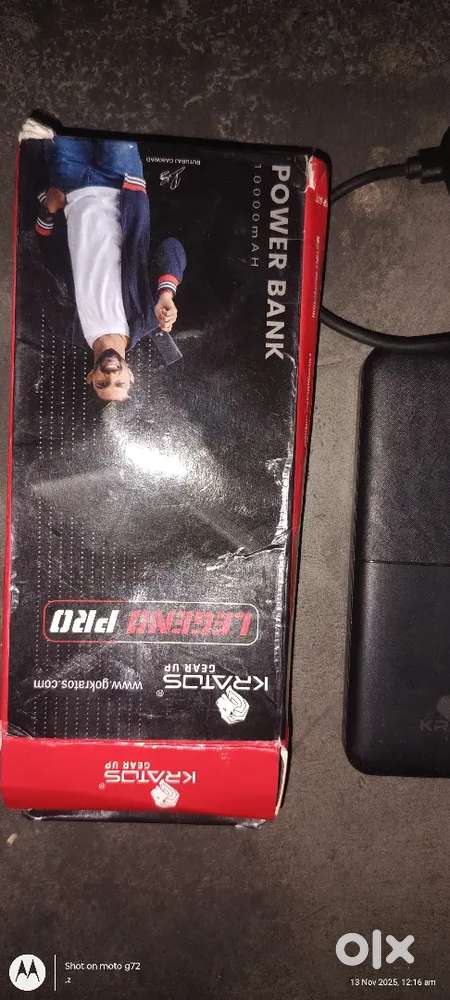 KRATOS®
GEAR UP
KRATOS®
GEAR UP
www.gokratos.com
LEGEND PRO
POWER BANK
10000mAH
RUTURAJ GAIKWAD
KR
olx
Shot on moto g72
,z
13 Nov 2025, 12:16 am